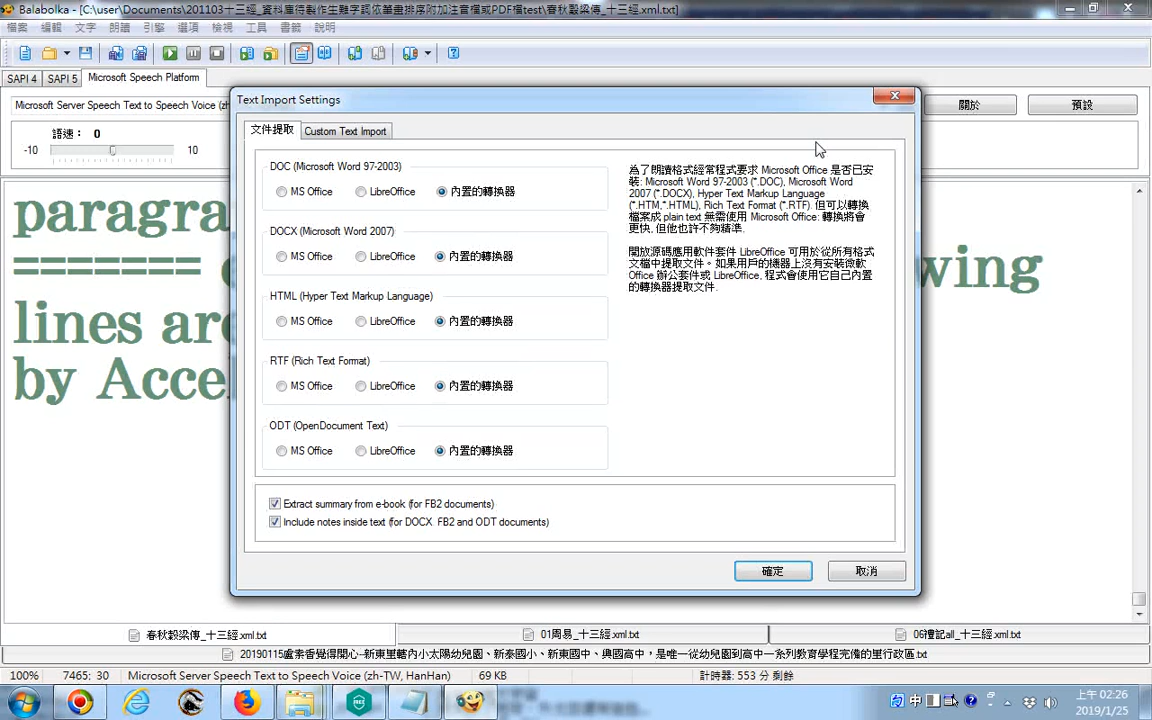 Balabolka - [C:\user\Documents\201103十三經_資料庫待製作生難字詞依筆畫排序附加注音檔或PDF檔test\春秋穀梁傳_十三經.xml.txt]
檔案 編輯 文字 朗讀 引擎 選項 檢視 工具 書籤 說明
SAPI 4 SAPI 5 Microsoft Speech Platform
Microsoft Server Speech Text to Speech Voice (zh
關於 預設
語速： 0
-10 10
paragra
=======
wing
lines are
by Accel
Text Import Settings
文件提取 Custom Text Import
DOC (Microsoft Word 97-2003)
MS Office LibreOffice 內置的轉換器
DOCX (Microsoft Word 2007)
MS Office LibreOffice 內置的轉換器
HTML (Hyper Text Markup Language)
MS Office LibreOffice 內置的轉換器
RTF (Rich Text Format)
MS Office LibreOffice 內置的轉換器
ODT (OpenDocument Text)
MS Office LibreOffice 內置的轉換器
為了朗讀格式經常程式要求 Microsoft Office 是否已安
裝: Microsoft Word 97-2003 (*.DOC), Microsoft Word
2007 (*.DOCX), Hyper Text Markup Language
(*.HTM,*.HTML), Rich Text Format (*.RTF). 但可以轉換
檔案成 plain text 無需使用 Microsoft Office: 轉換將會
更快, 但他也許不夠精準.
開放源碼應用軟件套件 LibreOffice 可用於從所有格式
文檔中提取文件。如果用戶的機器上沒有安裝微軟
Office 辦公套件或 LibreOffice, 程式會使用它自己內置
的轉換器提取文件.
Extract summary from e-book (for FB2 documents)
Include notes inside text (for DOCX, FB2 and ODT documents)
確定 取消
春秋穀梁傳_十三經.xml.txt 01周易_十三經.xml.txt 06禮記all_十三經.xml.txt
20190115盧素香覺得開心--新東里轄內小太陽幼兒園、新泰國小、新東國中、興國高中，是唯一從幼兒園到高中一系列教育學程完備的里行政區.txt
100% 7465: 30 Microsoft Server Speech Text to Speech Voice (zh-TW, HanHan) 69 KB 計時器: 553 分 剩餘
中
上午 02:26
2019/1/25